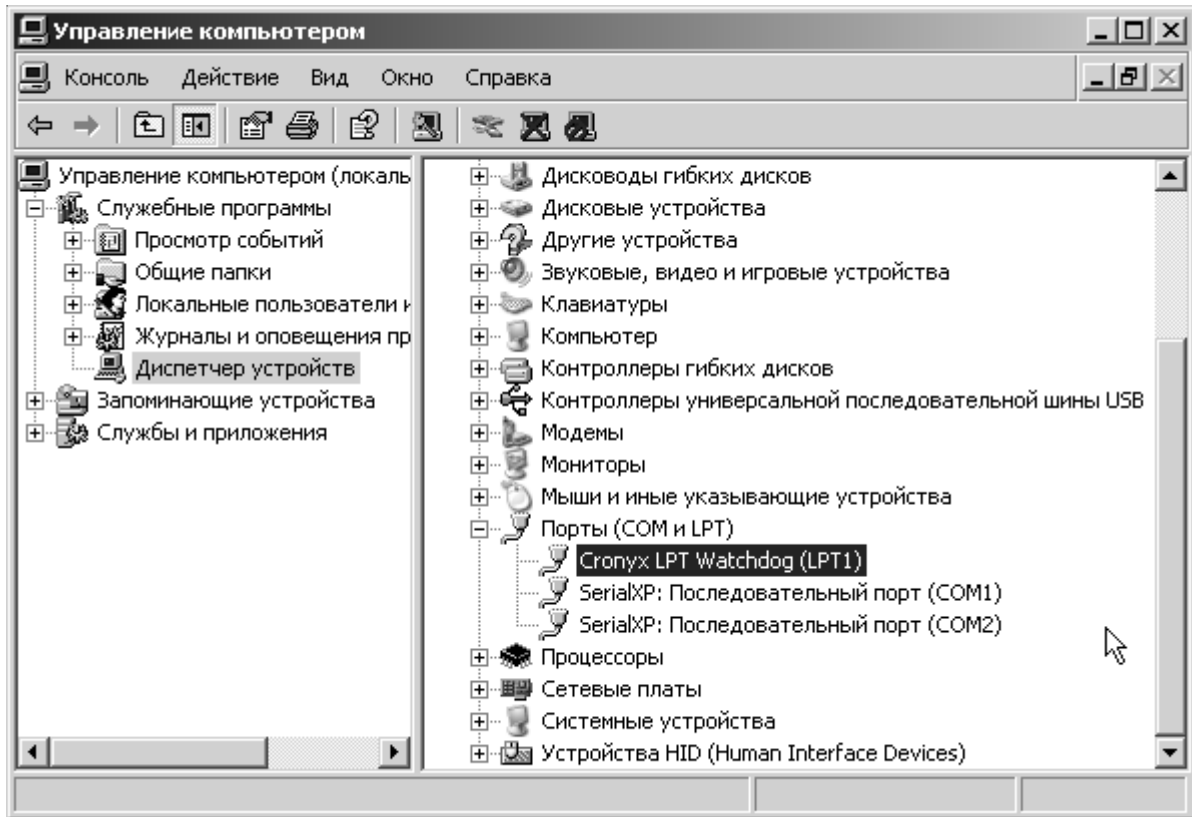 Управление компьютером
Консоль Действие Вид Окно Справка
Управление компьютером (локаль
Служебные программы
Просмотр событий
Общие папки
Локальные пользователи и
Журналы и оповещения пр
Диспетчер устройств
Запоминающие устройства
Службы и приложения
Дисководы гибких дисков
Дисковые устройства
Другие устройства
Звуковые, видео и игровые устройства
Клавиатуры
Компьютер
Контроллеры гибких дисков
Контроллеры универсальной последовательной шины USB
Модемы
Мониторы
Мыши и иные указывающие устройства
Порты (COM и LPT)
Cronyx LPT Watchdog (LPT1)
SerialXP: Последовательный порт (COM1)
SerialXP: Последовательный порт (COM2)
Процессоры
Сетевые платы
Системные устройства
Устройства HID (Human Interface Devices)